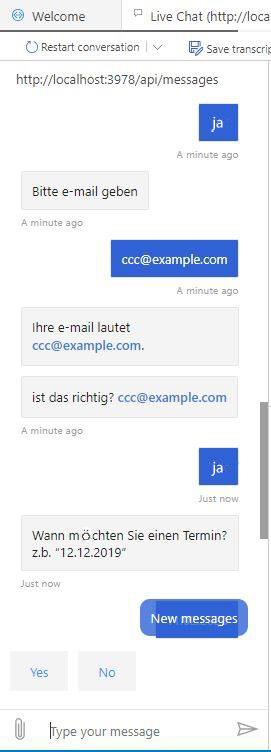 Welcome
Live Chat (http://loca
Restart conversation
Save transcrip
http://localhost:3978/api/messages
ja
A minute ago
Bitte e-mail geben
A minute ago
ccc@example.com
A minute ago
Ihre e-mail lautet
ccc@example.com.
ist das richtig? ccc@example.com
A minute ago
ja
Just now
Wann möchten Sie einen Termin?
z.b. "12.12.2019"
Just now
New messages
Yes
No
Type your message